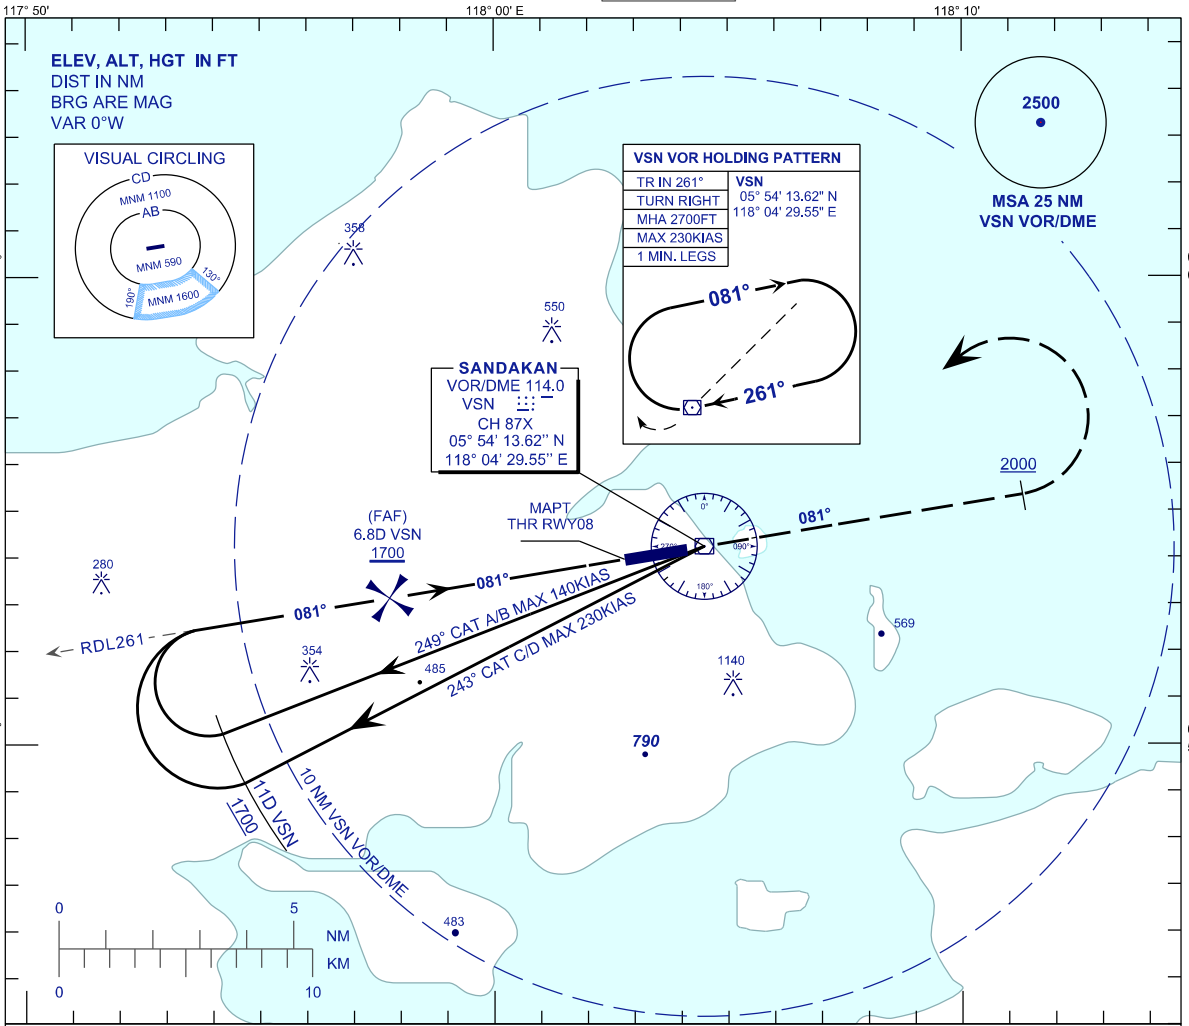 117° 50'
118° 00' E
118° 10'
ELEV, ALT, HGT IN FT
DIST IN NM
BRG ARE MAG
VAR 0°W
VISUAL CIRCLING
CD
MNM 1100
AB
MNM 590
130°
190°
MNM 1600
358
550
VSN VOR HOLDING PATTERN
TR IN 261°
TURN RIGHT
MHA 2700FT
MAX 230KIAS
1 MIN. LEGS
VSN
05° 54' 13.62" N
118° 04' 29.55" E
081°
261°
2500
MSA 25 NM
VSN VOR/DME
SANDAKAN
VOR/DME 114.0
VSN
CH 87X
05° 54' 13.62'' N
118° 04' 29.55'' E
2000
081°
MAPT
THR RWY08
(FAF)
6.8D VSN
1700
0°
090°
180°
270°
280
081°
081°
RDL261
249° CAT A/B MAX 140KIAS
243° CAT C/D MAX 230KIAS
354
485
569
1140
790
11D VSN
1700
10 NM VSN VOR/DME
483
0
5
NM
KM
0
10